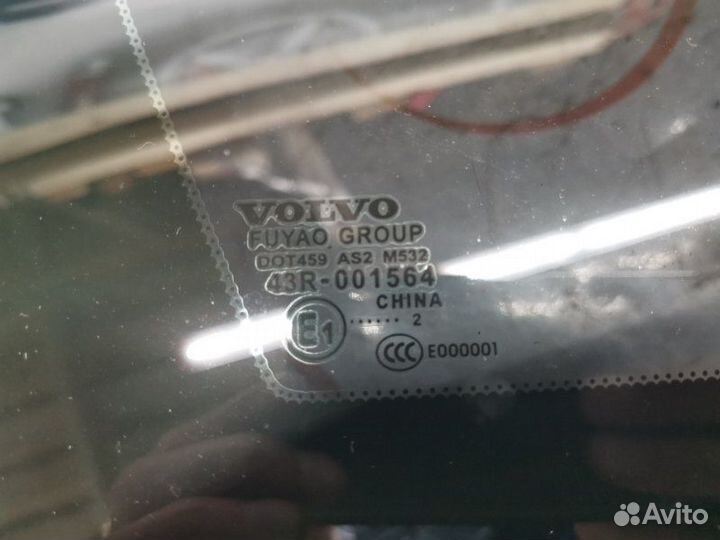 VOLVO
FUYAO GROUP
DOT459 AS2 M532
43R-001564
CHINA
E1 ...... 2
CCC E000001
Avito